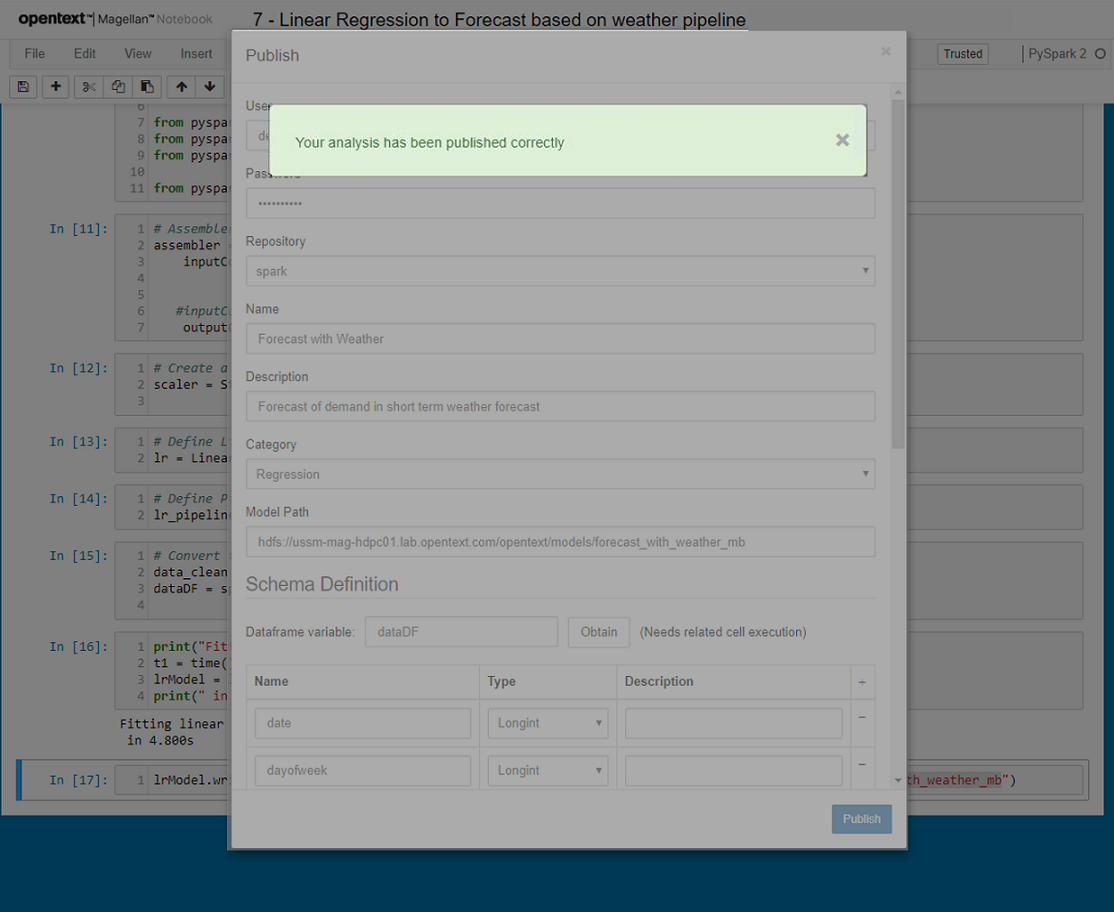 opentext™ | Magellan™ Notebook
7 - Linear Regression to Forecast based on weather pipeline
File Edit View Insert
Trusted
PySpark 2
Publish
×
Use
de
Your analysis has been published correctly
×
Password
••••••••••
Repository
spark
Name
Forecast with Weather
Description
Forecast of demand in short term weather forecast
Category
Regression
Model Path
hdfs://ussm-mag-hdpc01.lab.opentext.com/opentext/models/forecast_with_weather_mb
Schema Definition
Dataframe variable: dataDF Obtain (Needs related cell execution)
Name Type Description +
date Longint −
dayofweek Longint −
Publish
6
7 from pyspa
8 from pyspa
9 from pyspa
10
11 from pyspa
In [11]:
1 # Assemble
2 assembler
3 inputC
4
5
6 #inputC
7 output
In [12]:
1 # Create a
2 scaler = S
3
In [13]:
1 # Define L
2 lr = Linea
In [14]:
1 # Define P
2 lr_pipelin
In [15]:
1 # Convert
2 data_clean
3 dataDF = s
4
In [16]:
1 print("Fit
2 t1 = time(
3 lrModel =
4 print(" in
Fitting linear
in 4.800s
In [17]:
1 lrModel.wr
th_weather_mb")